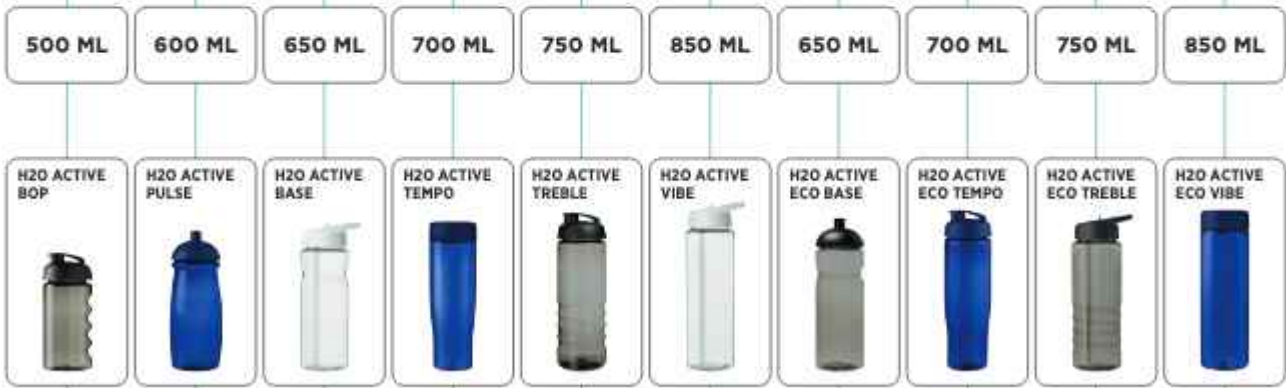 500 ML
600 ML
650 ML
700 ML
750 ML
850 ML
650 ML
700 ML
750 ML
850 ML
H2O ACTIVE
BOP
H2O ACTIVE
PULSE
H2O ACTIVE
BASE
H2O ACTIVE
TEMPO
H2O ACTIVE
TREBLE
H2O ACTIVE
VIBE
H2O ACTIVE
ECO BASE
H2O ACTIVE
ECO TEMPO
H2O ACTIVE
ECO TREBLE
H2O ACTIVE
ECO VIBE